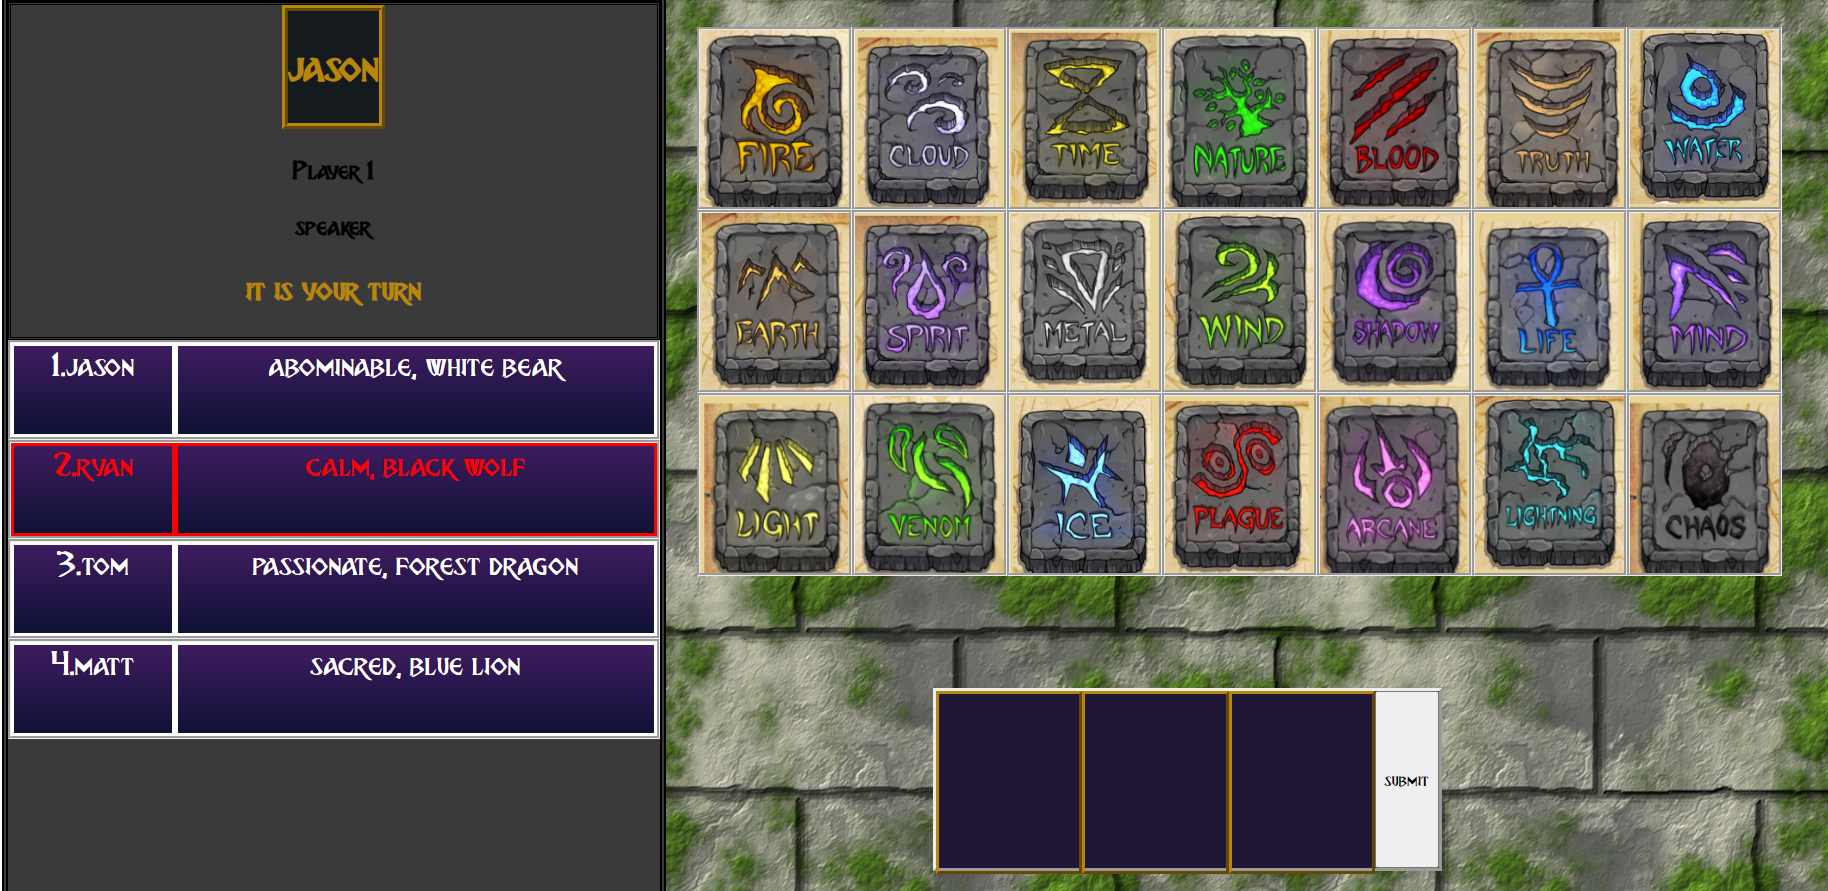 JASON
Player 1
SPEAKER
IT IS YOUR TURN
1.JASON ABOMINABLE, WHITE BEAR
2.RYAN CALM, BLACK WOLF
3.TOM PASSIONATE, FOREST DRAGON
4.MATT SACRED, BLUE LION
FIRE CLOUD TIME NATURE BLOOD TRUTH WATER
EARTH SPIRIT METAL WIND SHADOW LIFE MIND
LIGHT VENOM ICE PLAGUE ARCANE LIGHTNING CHAOS
SUBMIT